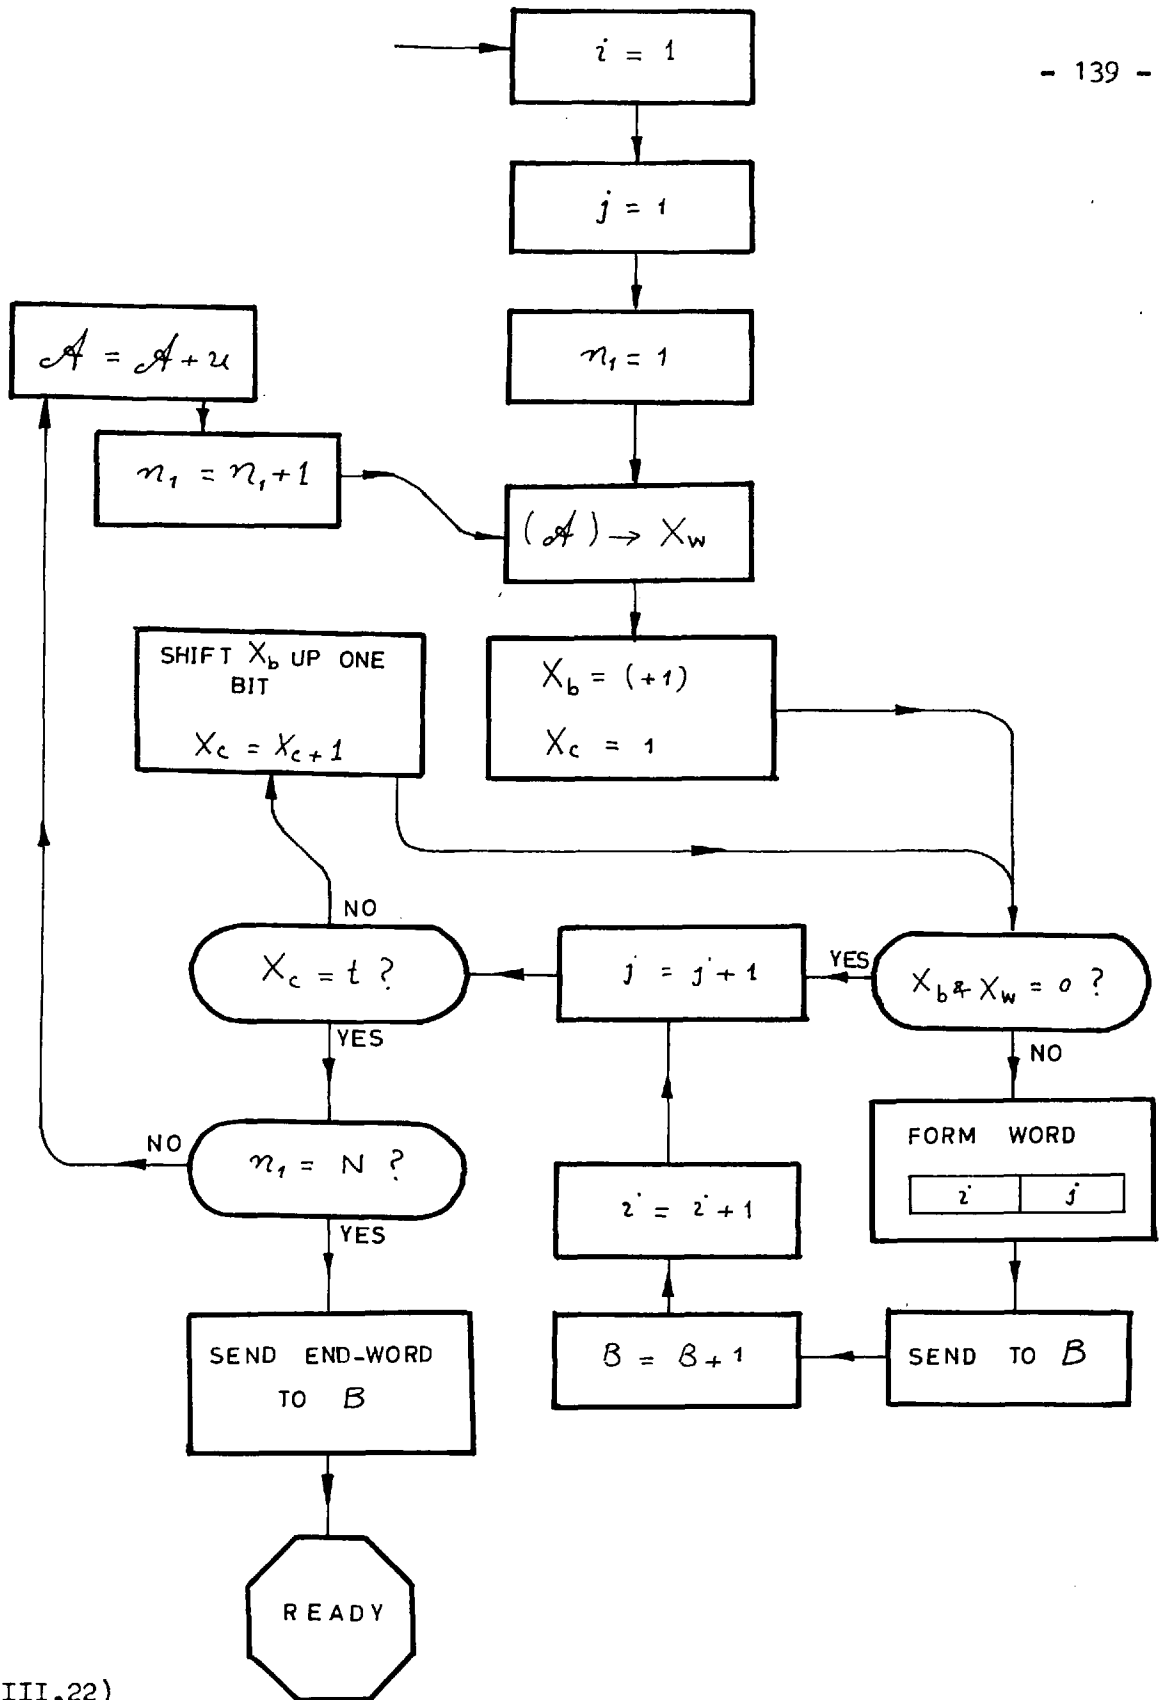 i = 1
- 139 -
j = 1
𝒜 = 𝒜 + u
n₁ = 1
n₁ = n₁ + 1
(𝒜) → X_w
SHIFT X_b UP ONE
BIT
X_c = X_c + 1
X_b = (+1)
X_c = 1
NO
X_c = t ?
j = j + 1
YES
X_b & X_w = 0 ?
YES
NO
NO
n₁ = N ?
FORM WORD
i j
i = i + 1
YES
SEND END-WORD
TO B
B = B + 1
SEND TO B
READY
III.22)